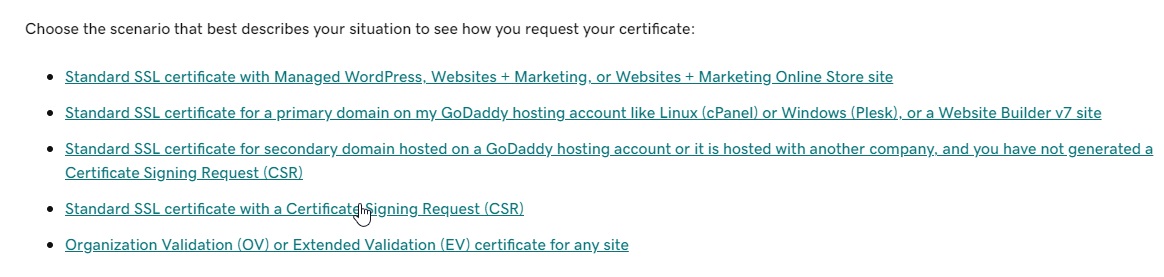 Choose the scenario that best describes your situation to see how you request your certificate:
Standard SSL certificate with Managed WordPress, Websites + Marketing, or Websites + Marketing Online Store site
Standard SSL certificate for a primary domain on my GoDaddy hosting account like Linux (cPanel) or Windows (Plesk), or a Website Builder v7 site
Standard SSL certificate for secondary domain hosted on a GoDaddy hosting account or it is hosted with another company, and you have not generated a
Certificate Signing Request (CSR)
Standard SSL certificate with a Certificate Signing Request (CSR)
Organization Validation (OV) or Extended Validation (EV) certificate for any site